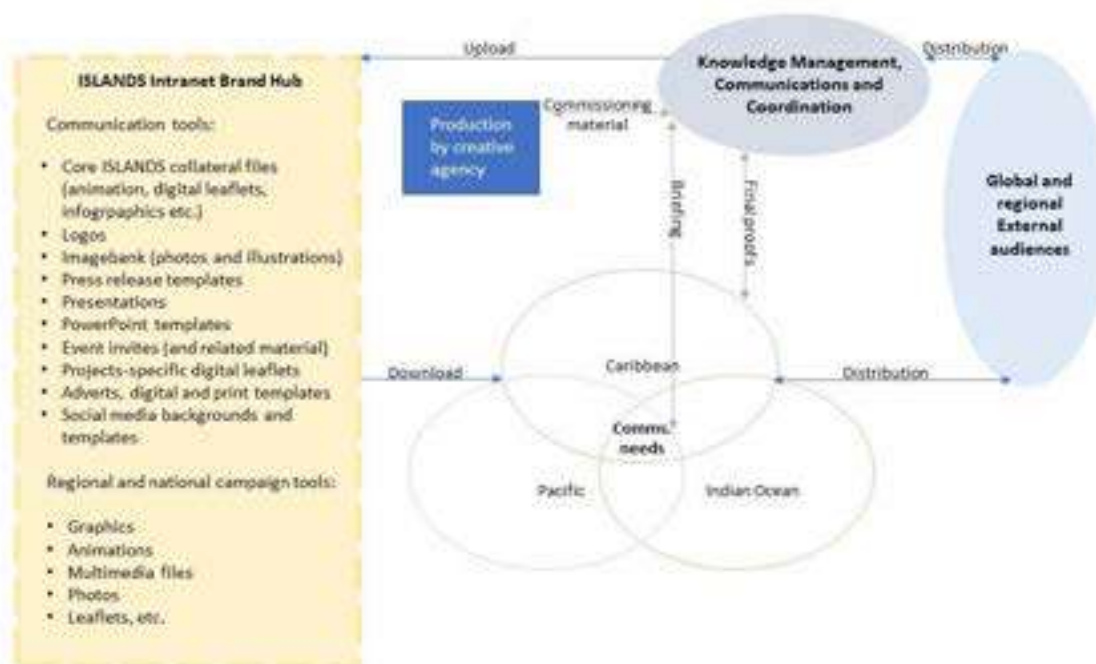 ISLANDS Intranet Brand Hub
Communication tools:
• Core ISLANDS collateral files
(animation, digital leaflets,
infogrpaphics etc.)
• Logos
• Imagebank (photos and illustrations)
• Press release templates
• Presentations
• PowerPoint templates
• Event invites (and related material)
• Projects-specific digital leaflets
• Adverts, digital and print templates
• Social media backgrounds and
templates
Regional and national campaign tools:
• Graphics
• Animations
• Multimedia files
• Photos
• Leaflets, etc.
Upload
Production
by creative
agency
Commissioning
material
Knowledge Management,
Communications and
Coordination
Distribution
Briefing
Final proofs
Global and
regional
External
audiences
Download
Caribbean
Distribution
Comms.
needs
Pacific
Indian Ocean